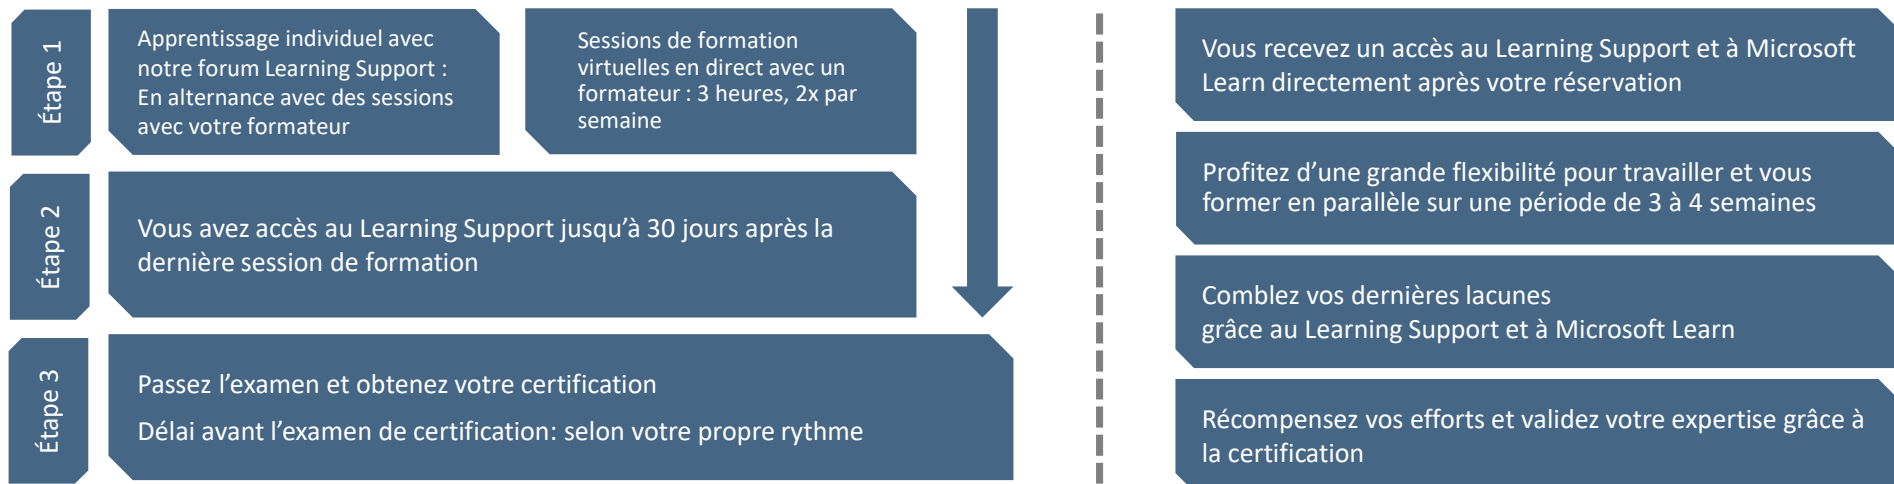 Étape 1
Apprentissage individuel avec
notre forum Learning Support :
En alternance avec des sessions
avec votre formateur
Sessions de formation
virtuelles en direct avec un
formateur : 3 heures, 2x par
semaine
Étape 2
Vous avez accès au Learning Support jusqu’à 30 jours après la
dernière session de formation
Étape 3
Passez l’examen et obtenez votre certification
Délai avant l’examen de certification: selon votre propre rythme
Vous recevez un accès au Learning Support et à Microsoft
Learn directement après votre réservation
Profitez d’une grande flexibilité pour travailler et vous
former en parallèle sur une période de 3 à 4 semaines
Comblez vos dernières lacunes
grâce au Learning Support et à Microsoft Learn
Récompensez vos efforts et validez votre expertise grâce à
la certification